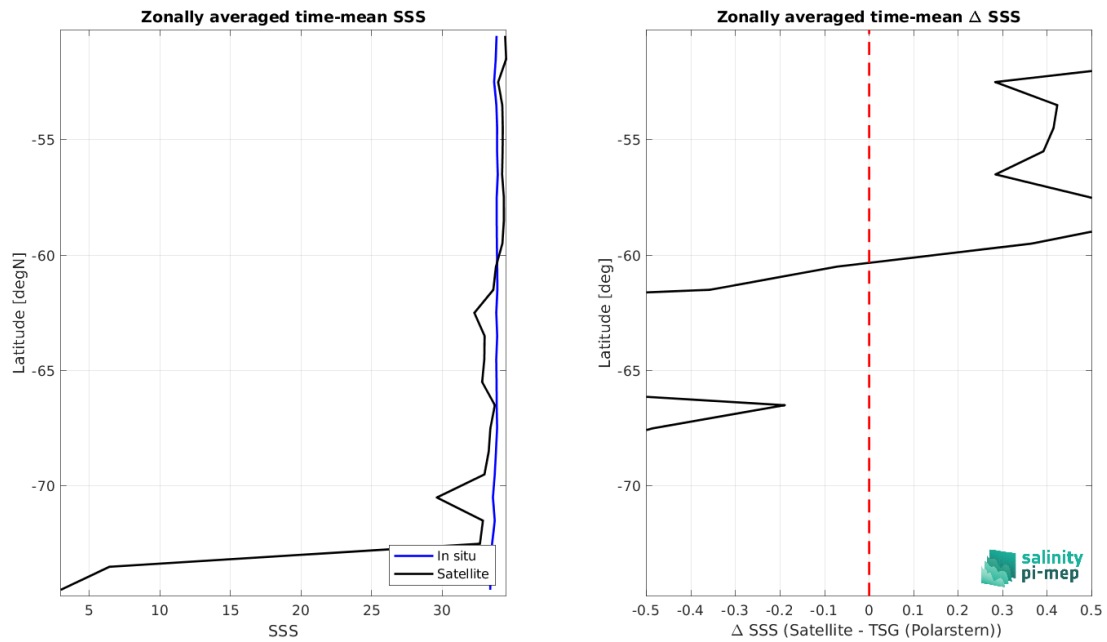 Zonally averaged time-mean SSS
Latitude [degN]
-55
-60
-65
-70
5
10
15
20
25
30
SSS
In situ
Satellite
Zonally averaged time-mean Δ SSS
Latitude [deg]
-55
-60
-65
-70
-0.5
-0.4
-0.3
-0.2
-0.1
0
0.1
0.2
0.3
0.4
0.5
Δ SSS (Satellite - TSG (Polarstern))
salinity
pi-mep